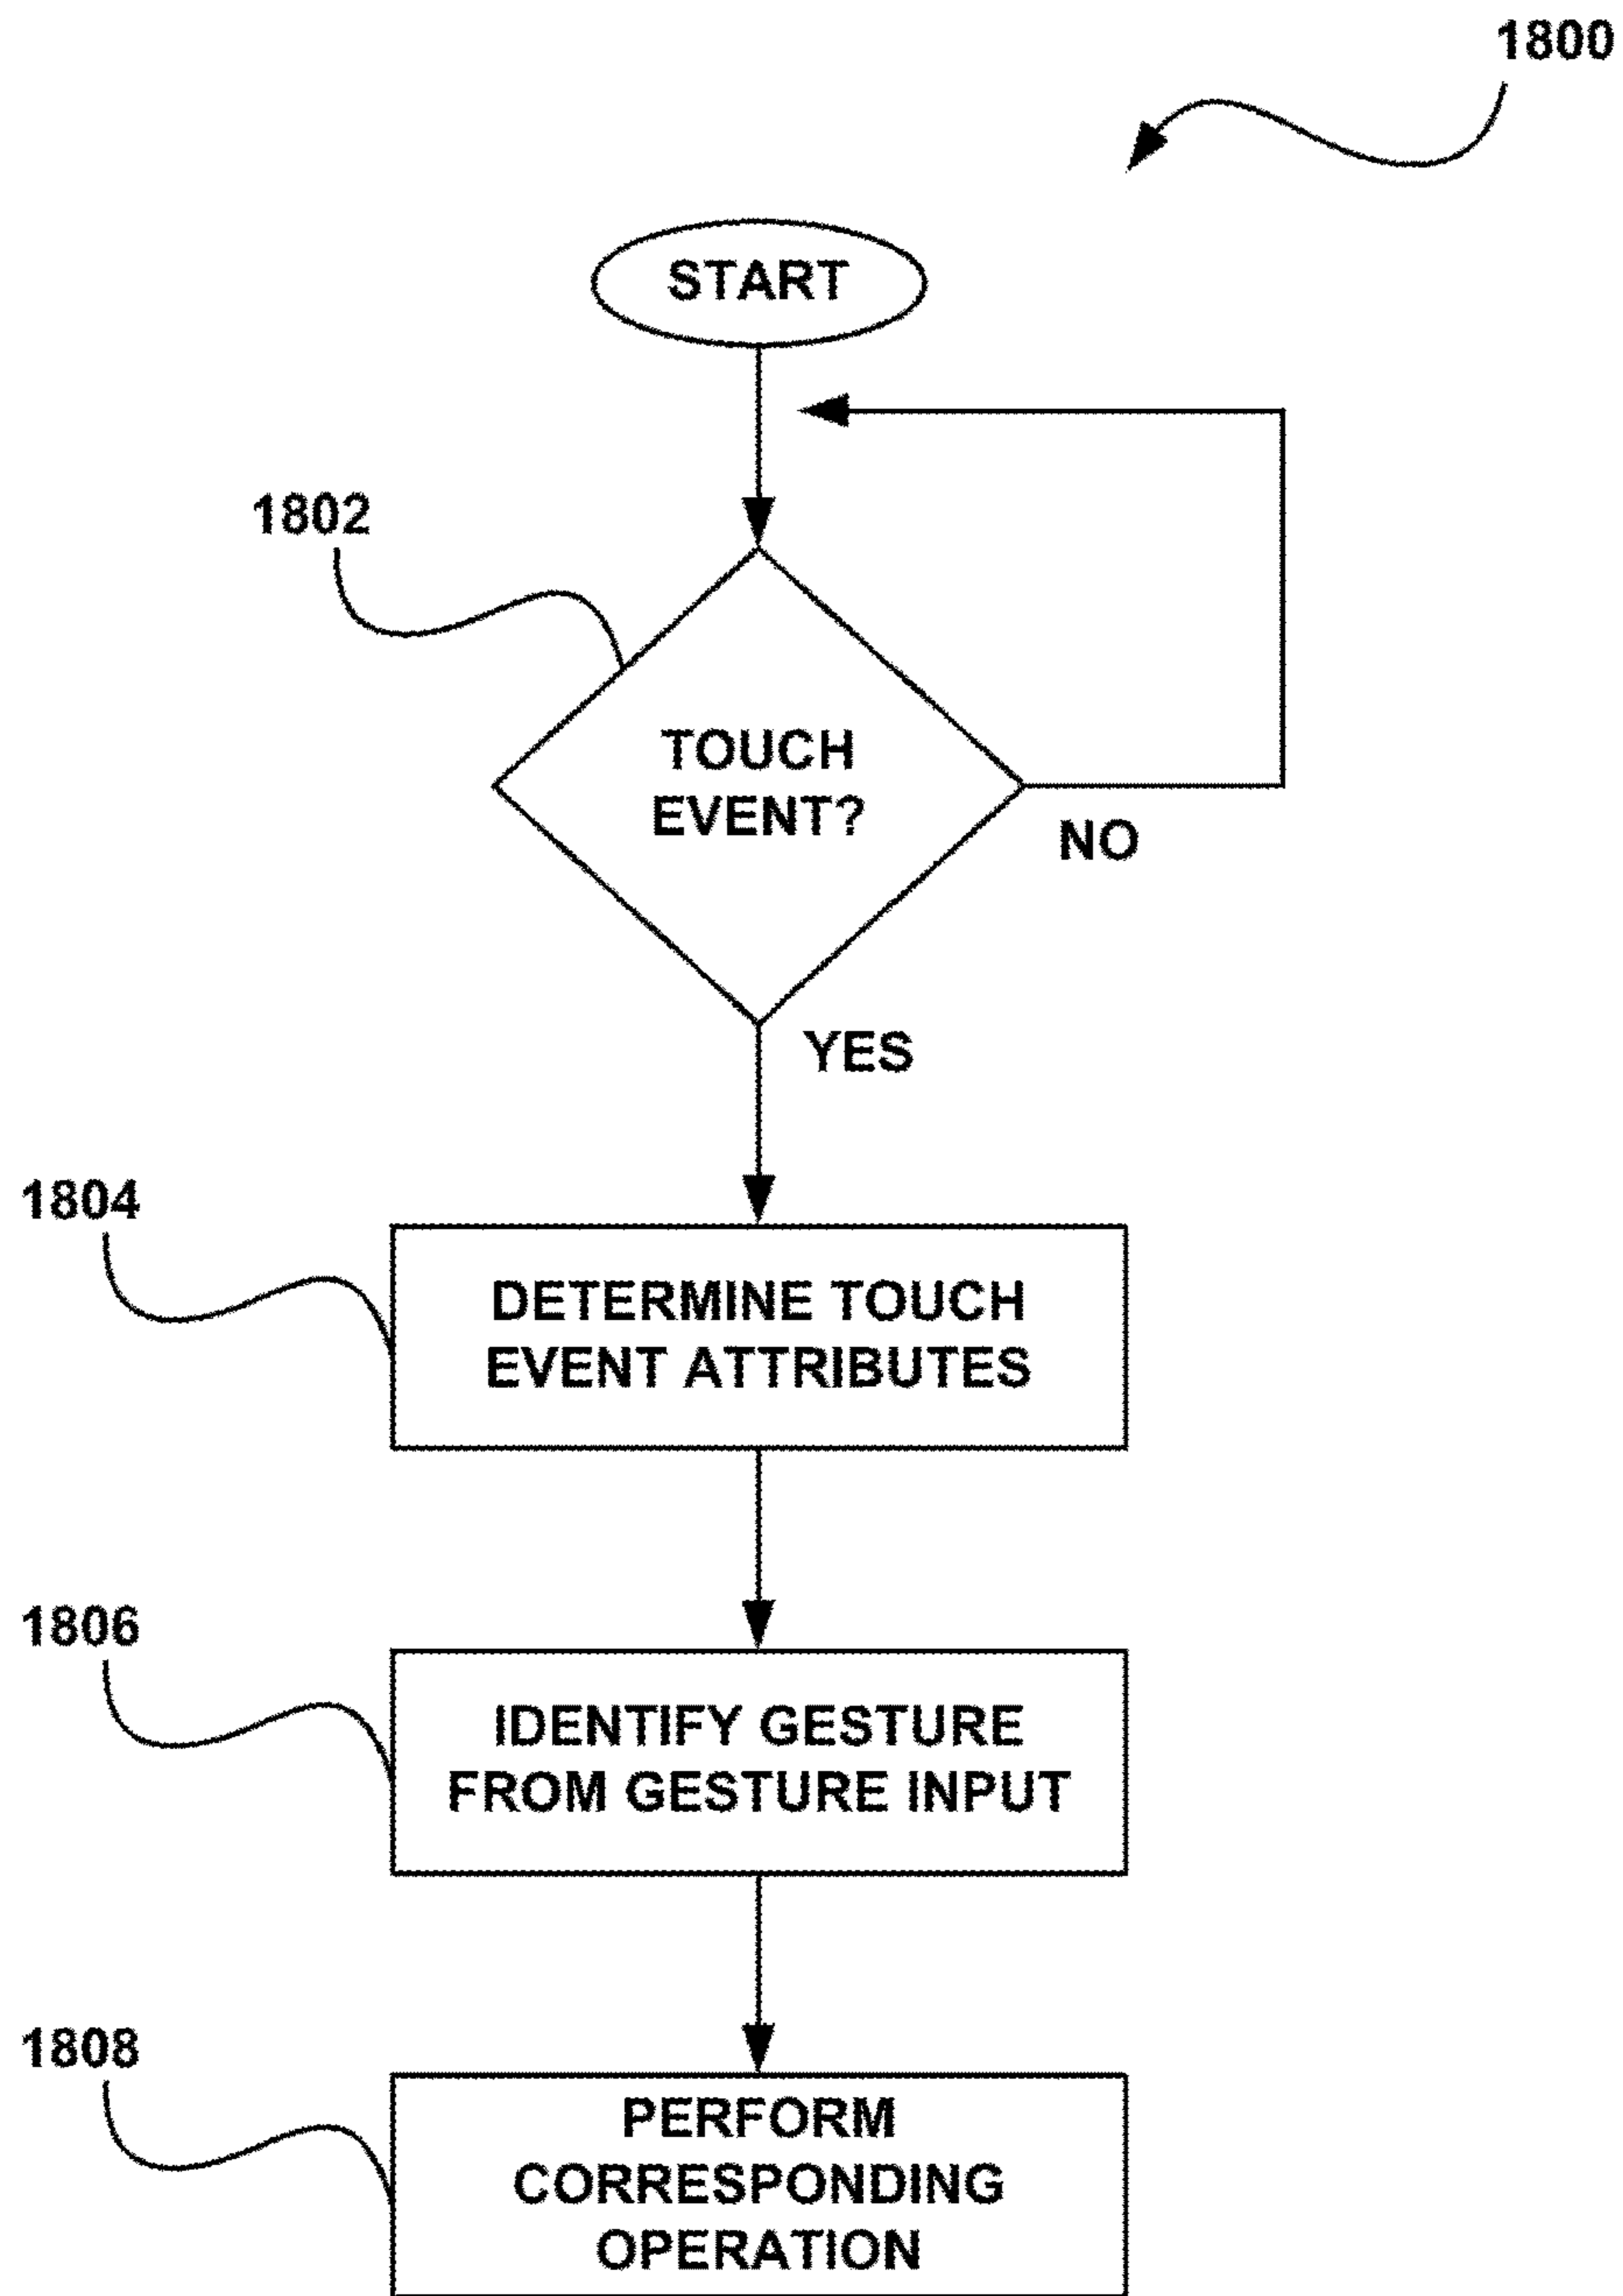 1800
START
1802
TOUCH
EVENT?
NO
YES
1804
DETERMINE TOUCH
EVENT ATTRIBUTES
1806
IDENTIFY GESTURE
FROM GESTURE INPUT
1808
PERFORM
CORRESPONDING
OPERATION